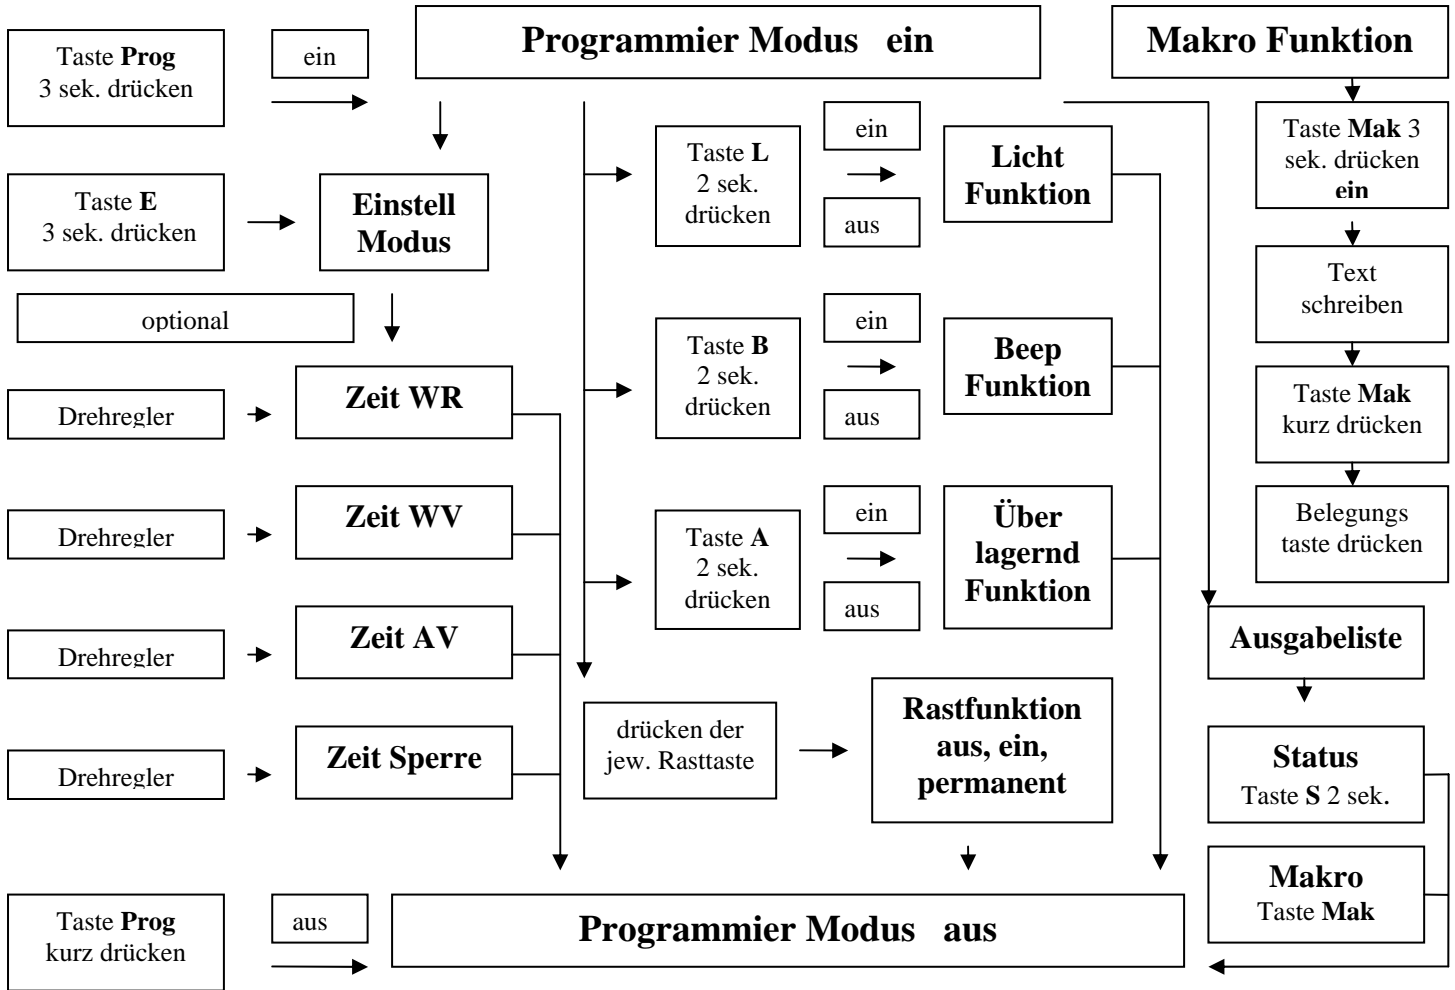 Programmier Modus ein
Makro Funktion
Taste Prog
3 sek. drücken
ein
Taste E
3 sek. drücken
Einstell
Modus
optional
Drehregler
Zeit WR
Drehregler
Zeit WV
Drehregler
Zeit AV
Drehregler
Zeit Sperre
Taste L
2 sek.
drücken
ein
aus
Licht
Funktion
Taste B
2 sek.
drücken
ein
aus
Beep
Funktion
Taste A
2 sek.
drücken
ein
aus
Über
lagernd
Funktion
drücken der
jew. Rasttaste
Rastfunktion
aus, ein,
permanent
Taste Mak 3
sek. drücken
ein
Text
schreiben
Taste Mak
kurz drücken
Belegungs
taste drücken
Ausgabeliste
Status
Taste S 2 sek.
Makro
Taste Mak
Taste Prog
kurz drücken
aus
Programmier Modus aus